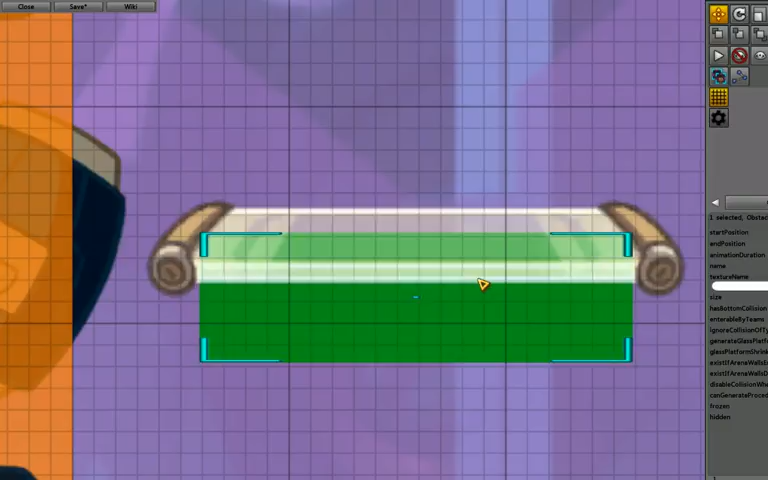 Close
Save*
Wiki
1 selected, Obstac
startPosition
endPosition
animationDuration
name
textureName
size
hasBottomCollision
enterableByTeams
ignoreCollisionOfTy
generateGlassPlatf
glassPlatformShrink
existIfArenaWallsE
existIfArenaWallsD
disableCollisionWhe
canGenerateProced
frozen
hidden